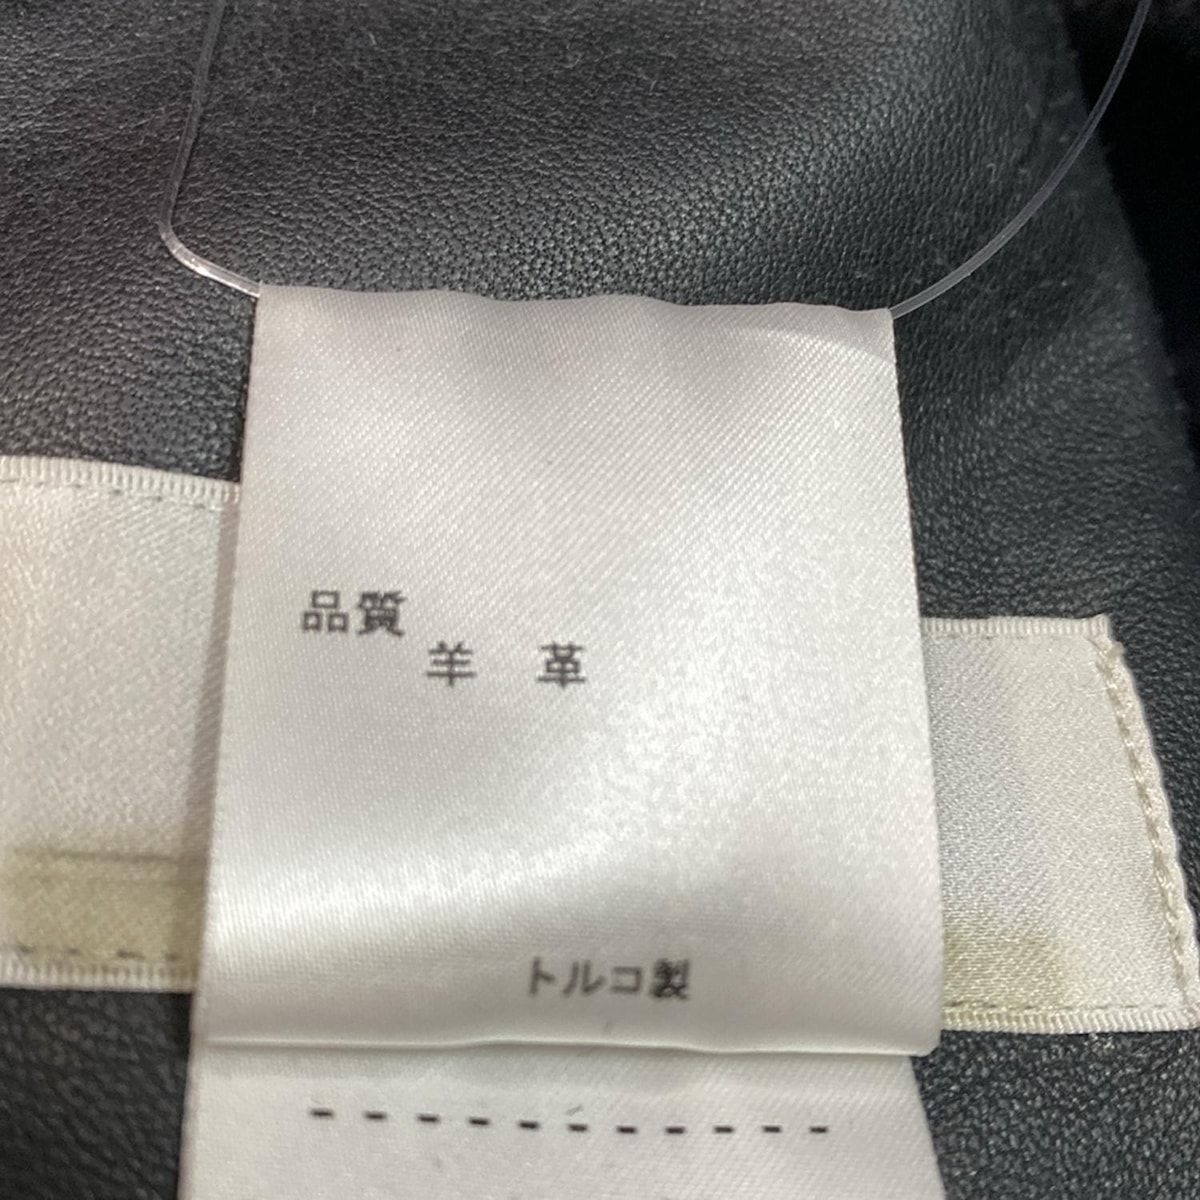 品質
羊 革
トルコ製
----------